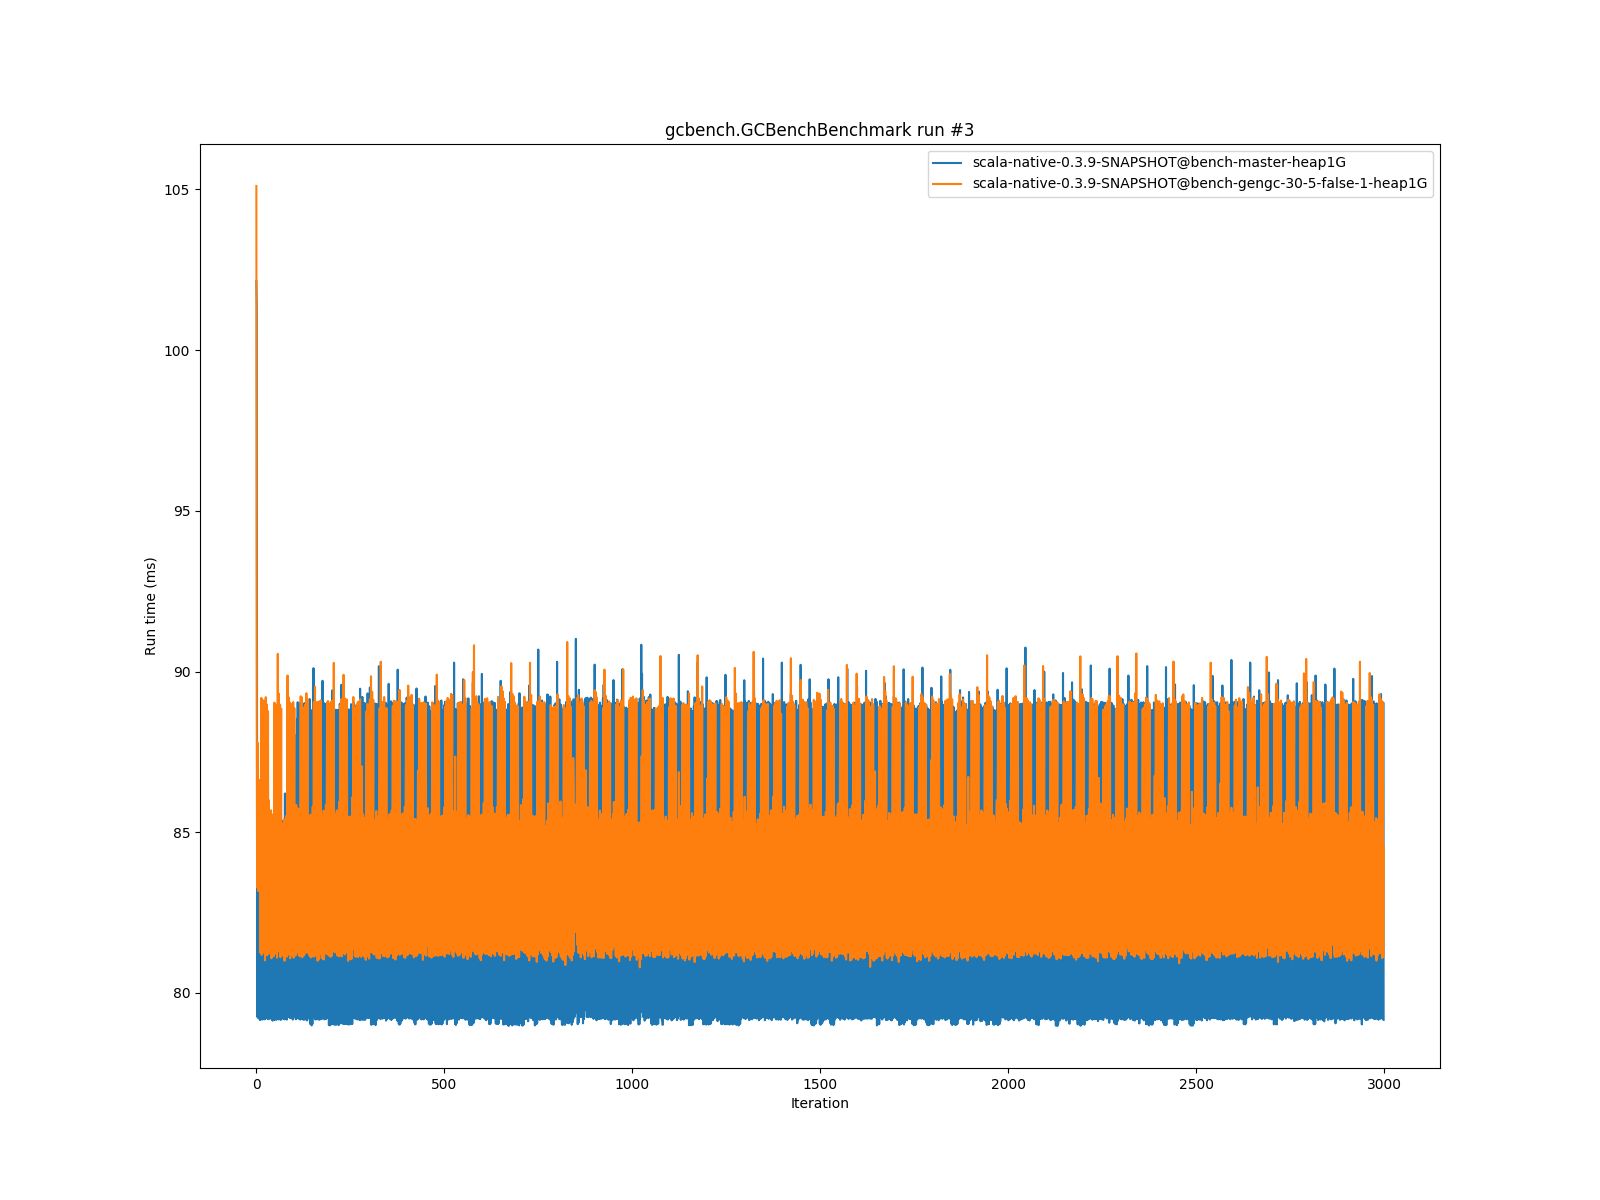 gcbench.GCBenchBenchmark run #3
scala-native-0.3.9-SNAPSHOT@bench-master-heap1G
scala-native-0.3.9-SNAPSHOT@bench-gengc-30-5-false-1-heap1G
105
100
95
90
85
80
Run time (ms)
0 500 1000 1500 2000 2500 3000
Iteration